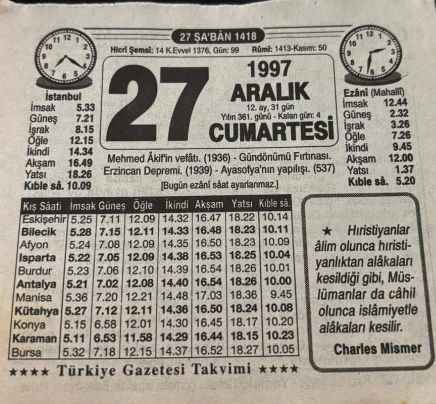 27 ŞA'BÂN 1418
Hicrî Şemsî: 14 K.Evvel 1376, Gün: 99 Rûmî: 1413-Kasım: 50
İstanbul
İmsak 5.33
Güneş 7.21
İşrak 8.15
Öğle 12.15
İkindi 14.34
Akşam 16.49
Yatsı 18.26
Kıble sâ. 10.09
27
1997
ARALIK
12. ay, 31 gün
Yılın 361. günü - Kalan gün: 4
CUMARTESİ
Ezânî (Mahallî)
İmsak 12.44
Güneş 2.32
İşrak 3.26
Öğle 7.26
İkindi 9.45
Akşam 12.00
Yatsı 1.37
Kıble sâ. 5.20
Mehmed Âkif'in vefâtı. (1936) - Gündönümü Fırtınası.
Erzincan Depremi. (1939) - Ayasofya'nın yapılışı. (537)
[Bugün ezânî sâat ayarlanmaz.]
Kış Sâati İmsak Güneş Öğle İkindi Akşam Yatsı Kıble sâ.
Eskişehir 5.25 7.11 12.09 14.32 16.47 18.22 10.14
Bilecik 5.28 7.15 12.11 14.33 16.48 18.23 10.11
Afyon 5.24 7.08 12.09 14.35 16.50 18.23 10.09
Isparta 5.22 7.05 12.09 14.38 16.53 18.25 10.04
Burdur 5.23 7.06 12.10 14.39 16.54 18.26 10.01
Antalya 5.21 7.02 12.08 14.40 16.54 18.26 10.00
Manisa 5.36 7.20 12.21 14.48 17.03 18.36 9.45
Kütahya 5.27 7.12 12.11 14.36 16.50 18.24 10.08
Konya 5.15 6.58 12.01 14.30 16.45 18.17 10.20
Karaman 5.11 6.53 11.58 14.29 16.44 18.15 10.23
Bursa 5.32 7.18 12.15 14.37 16.52 18.27 10.05
★ Hıristiyanlar
âlim olunca hıristi-
yanlıktan alâkaları
kesildiği gibi, Müs-
lümanlar da câhil
olunca islâmiyetle
alâkaları kesilir.
Charles Mismer
★★★★ Türkiye Gazetesi Takvimi ★★★★